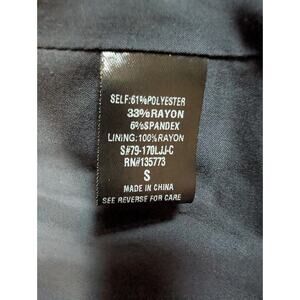 SELF:61%POLYESTER
33%RAYON
6%SPANDEX
LINING:100%RAYON
S#79-170LJJ-C
RN#135773
S
MADE IN CHINA
SEE REVERSE FOR CARE